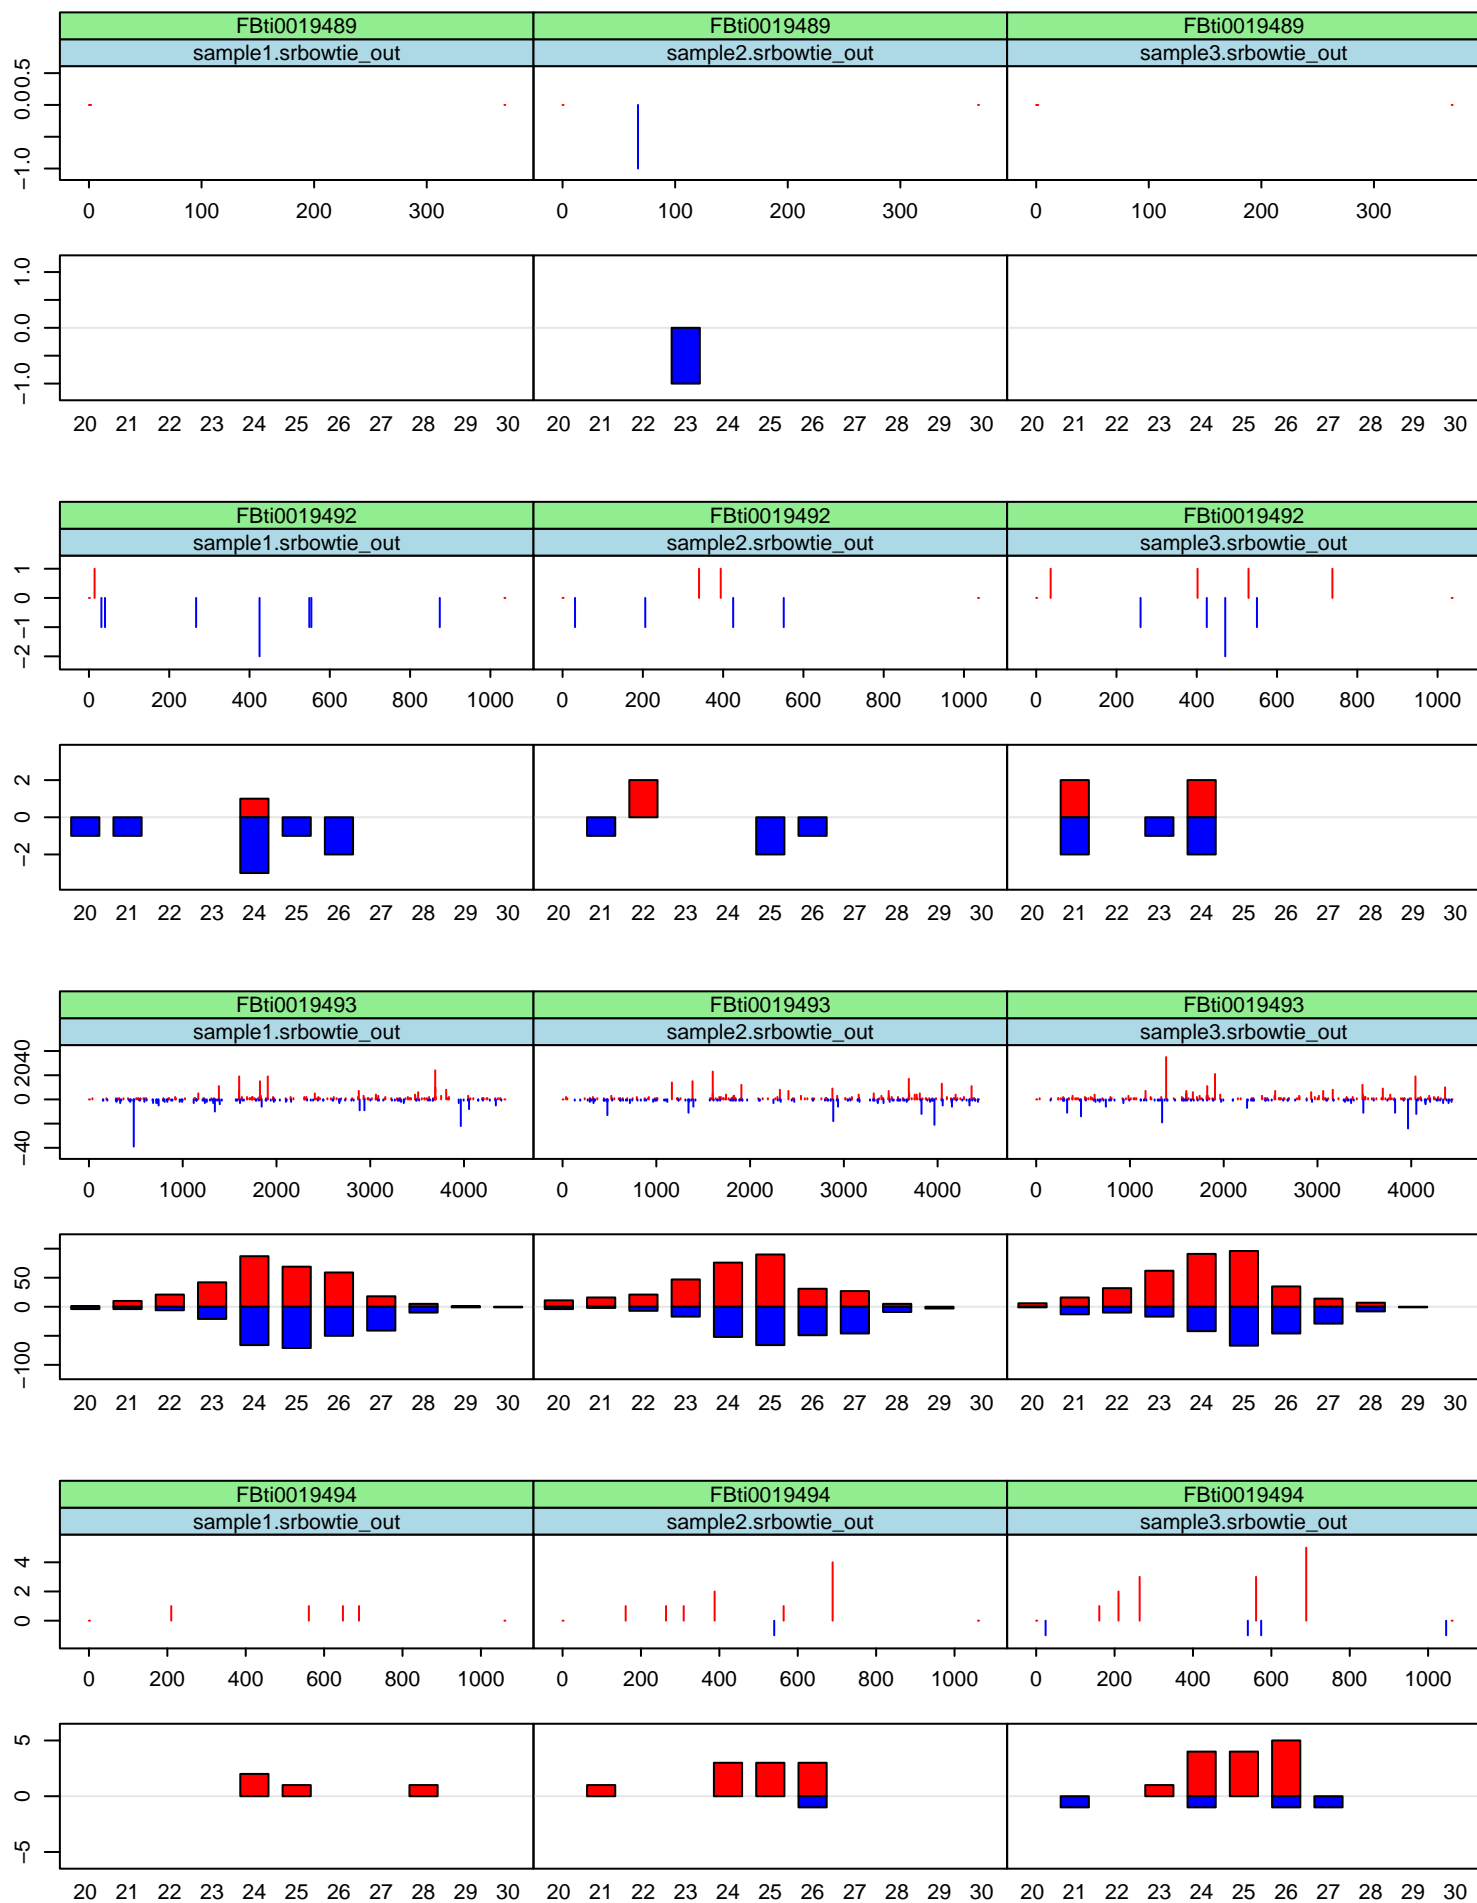 FBti0019489 FBti0019489 FBti0019489
sample1.srbowtie_out sample2.srbowtie_out sample3.srbowtie_out
0.5
0.0
−1.0
0 100 200 300 0 100 200 300 0 100 200 300
1.0
0.0
−1.0
20 21 22 23 24 25 26 27 28 29 30 20 21 22 23 24 25 26 27 28 29 30 20 21 22 23 24 25 26 27 28 29 30
FBti0019492 FBti0019492 FBti0019492
sample1.srbowtie_out sample2.srbowtie_out sample3.srbowtie_out
1
0
−1
−2
0 200 400 600 800 1000 0 200 400 600 800 1000 0 200 400 600 800 1000
2
0
−2
20 21 22 23 24 25 26 27 28 29 30 20 21 22 23 24 25 26 27 28 29 30 20 21 22 23 24 25 26 27 28 29 30
FBti0019493 FBti0019493 FBti0019493
sample1.srbowtie_out sample2.srbowtie_out sample3.srbowtie_out
40
20
0
−40
0 1000 2000 3000 4000 0 1000 2000 3000 4000 0 1000 2000 3000 4000
50
0
−100
20 21 22 23 24 25 26 27 28 29 30 20 21 22 23 24 25 26 27 28 29 30 20 21 22 23 24 25 26 27 28 29 30
FBti0019494 FBti0019494 FBti0019494
sample1.srbowtie_out sample2.srbowtie_out sample3.srbowtie_out
4
2
0
0 200 400 600 800 1000 0 200 400 600 800 1000 0 200 400 600 800 1000
5
0
−5
20 21 22 23 24 25 26 27 28 29 30 20 21 22 23 24 25 26 27 28 29 30 20 21 22 23 24 25 26 27 28 29 30